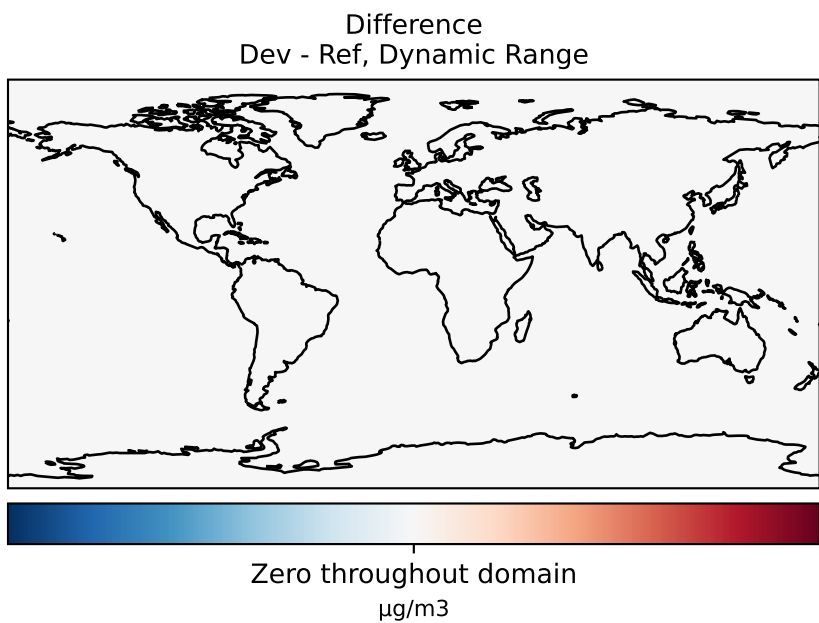 Difference
Dev - Ref, Dynamic Range
Zero throughout domain
μg/m3